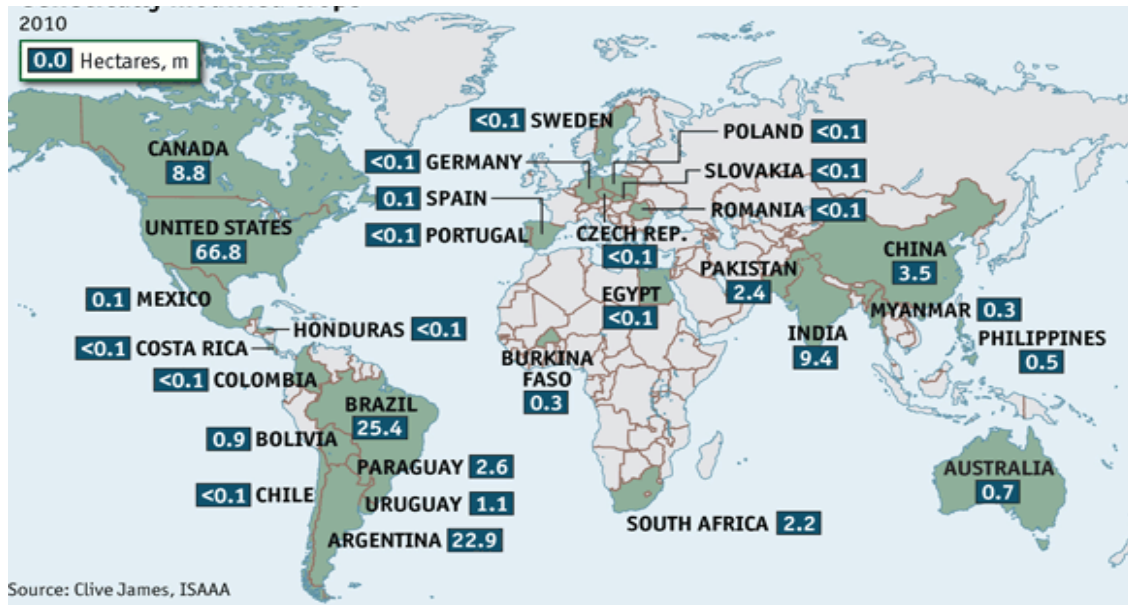 2010
0.0 Hectares, m
<0.1 SWEDEN
POLAND <0.1
CANADA
8.8
<0.1 GERMANY
SLOVAKIA <0.1
0.1 SPAIN
ROMANIA <0.1
UNITED STATES
66.8
<0.1 PORTUGAL
CZECH REP.
<0.1
CHINA
3.5
PAKISTAN
2.4
0.1 MEXICO
EGYPT
<0.1
MYANMAR 0.3
HONDURAS <0.1
INDIA
9.4
PHILIPPINES
0.5
<0.1 COSTA RICA
BURKINA
FASO
0.3
<0.1 COLOMBIA
BRAZIL
25.4
0.9 BOLIVIA
PARAGUAY 2.6
AUSTRALIA
0.7
<0.1 CHILE
URUGUAY 1.1
SOUTH AFRICA 2.2
ARGENTINA 22.9
Source: Clive James, ISAAA